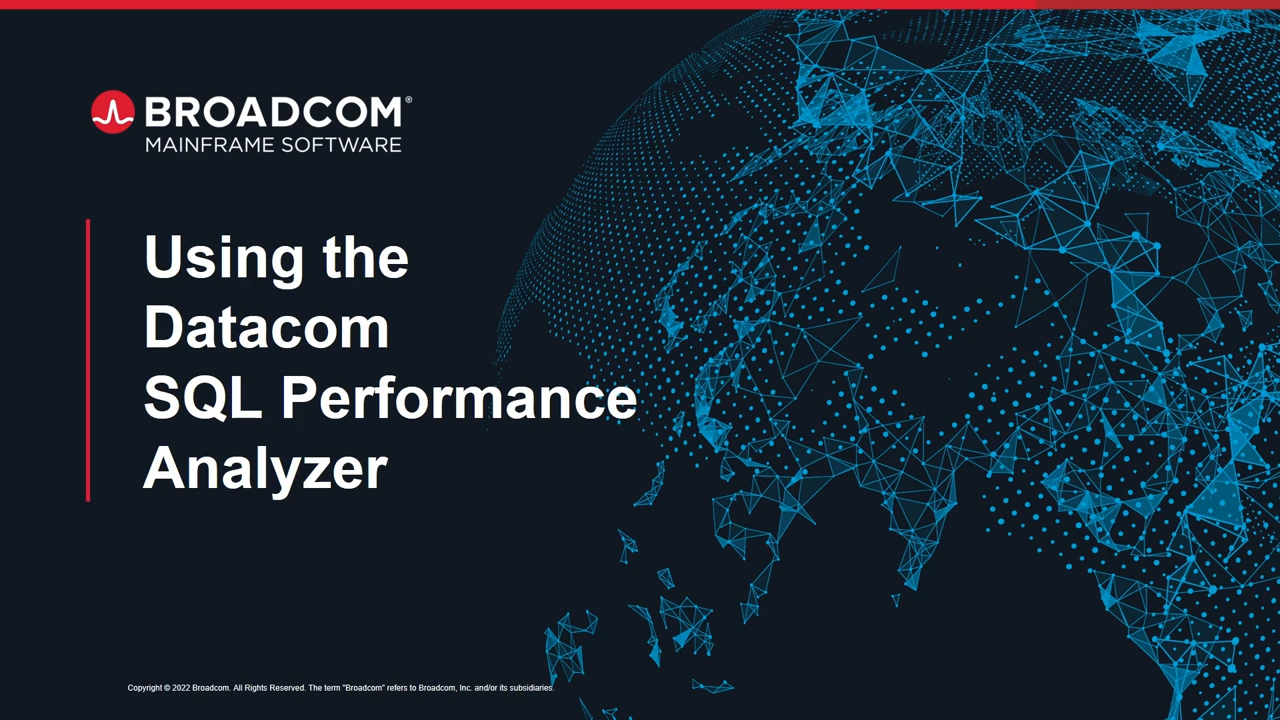 BROADCOM®
MAINFRAME SOFTWARE
Using the
Datacom
SQL Performance
Analyzer
Copyright © 2022 Broadcom. All Rights Reserved. The term "Broadcom" refers to Broadcom, Inc. and/or its subsidiaries.